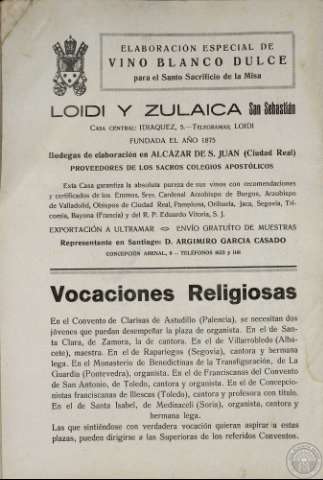 ELABORACIÓN ESPECIAL DE
VINO BLANCO DULCE
para el Santo Sacrificio de la Misa
LOIDI Y ZULAICA San Sebastián
CASA CENTRAL: IDIAQUEZ, 5.—TELEGRAMAS: LOIDI
FUNDADA EL AÑO 1875
Bodegas de elaboración en ALCÁZAR DE S. JUAN (Ciudad Real)
PROVEEDORES DE LOS SACROS COLEGIOS APOSTÓLICOS
Esta Casa garantiza la absoluta pureza de sus vinos con recomendaciones
y certificados de los Emmos. Sres. Cardenal Arzobispo de Burgos, Arzobispo
de Valladolid, Obispos de Ciudad Real, Pamplona, Orihuela, Jaca, Segovia, Tri-
comia, Bayona (Francia) y del R. P. Eduardo Vitoria, S. J.
EXPORTACIÓN A ULTRAMAR ENVÍO GRATUÍTO DE MUESTRAS
Representante en Santiago: D. ARGIMIRO GARCIA CASADO
CONCEPCIÓN ARENAL, 8 — TELÉFONOS y 1141
Vocaciones Religiosas
En el Convento de Clarisas de Astudillo (Palencia), se necesitan dos
jóvenes que puedan desempeñar la plaza de organista. En el de San-
ta Clara, de Zamora, la de cantora. En el de Villarrobledo (Alba-
cete), maestra. En el de Rapariegos (Segovia), cantora y hermana
lega. En el Monasterio de Benedictinas de la Transfiguración, de La
Guardia (Pontevedra), organista. En el de Franciscanas del Convento
de San Antonio, de Toledo, cantora y organista. En el de Concepcio-
nistas franciscanas de Illescas (Toledo), cantora y profesora con título.
En el de Santa Isabel, de Medinaceli (Soria), organista, cantora y
hermana lega.
Las que sintiéndose con verdadera vocación quieran aspirar a estas
plazas, pueden dirigirse a las Superioras de los referidos Conventos.